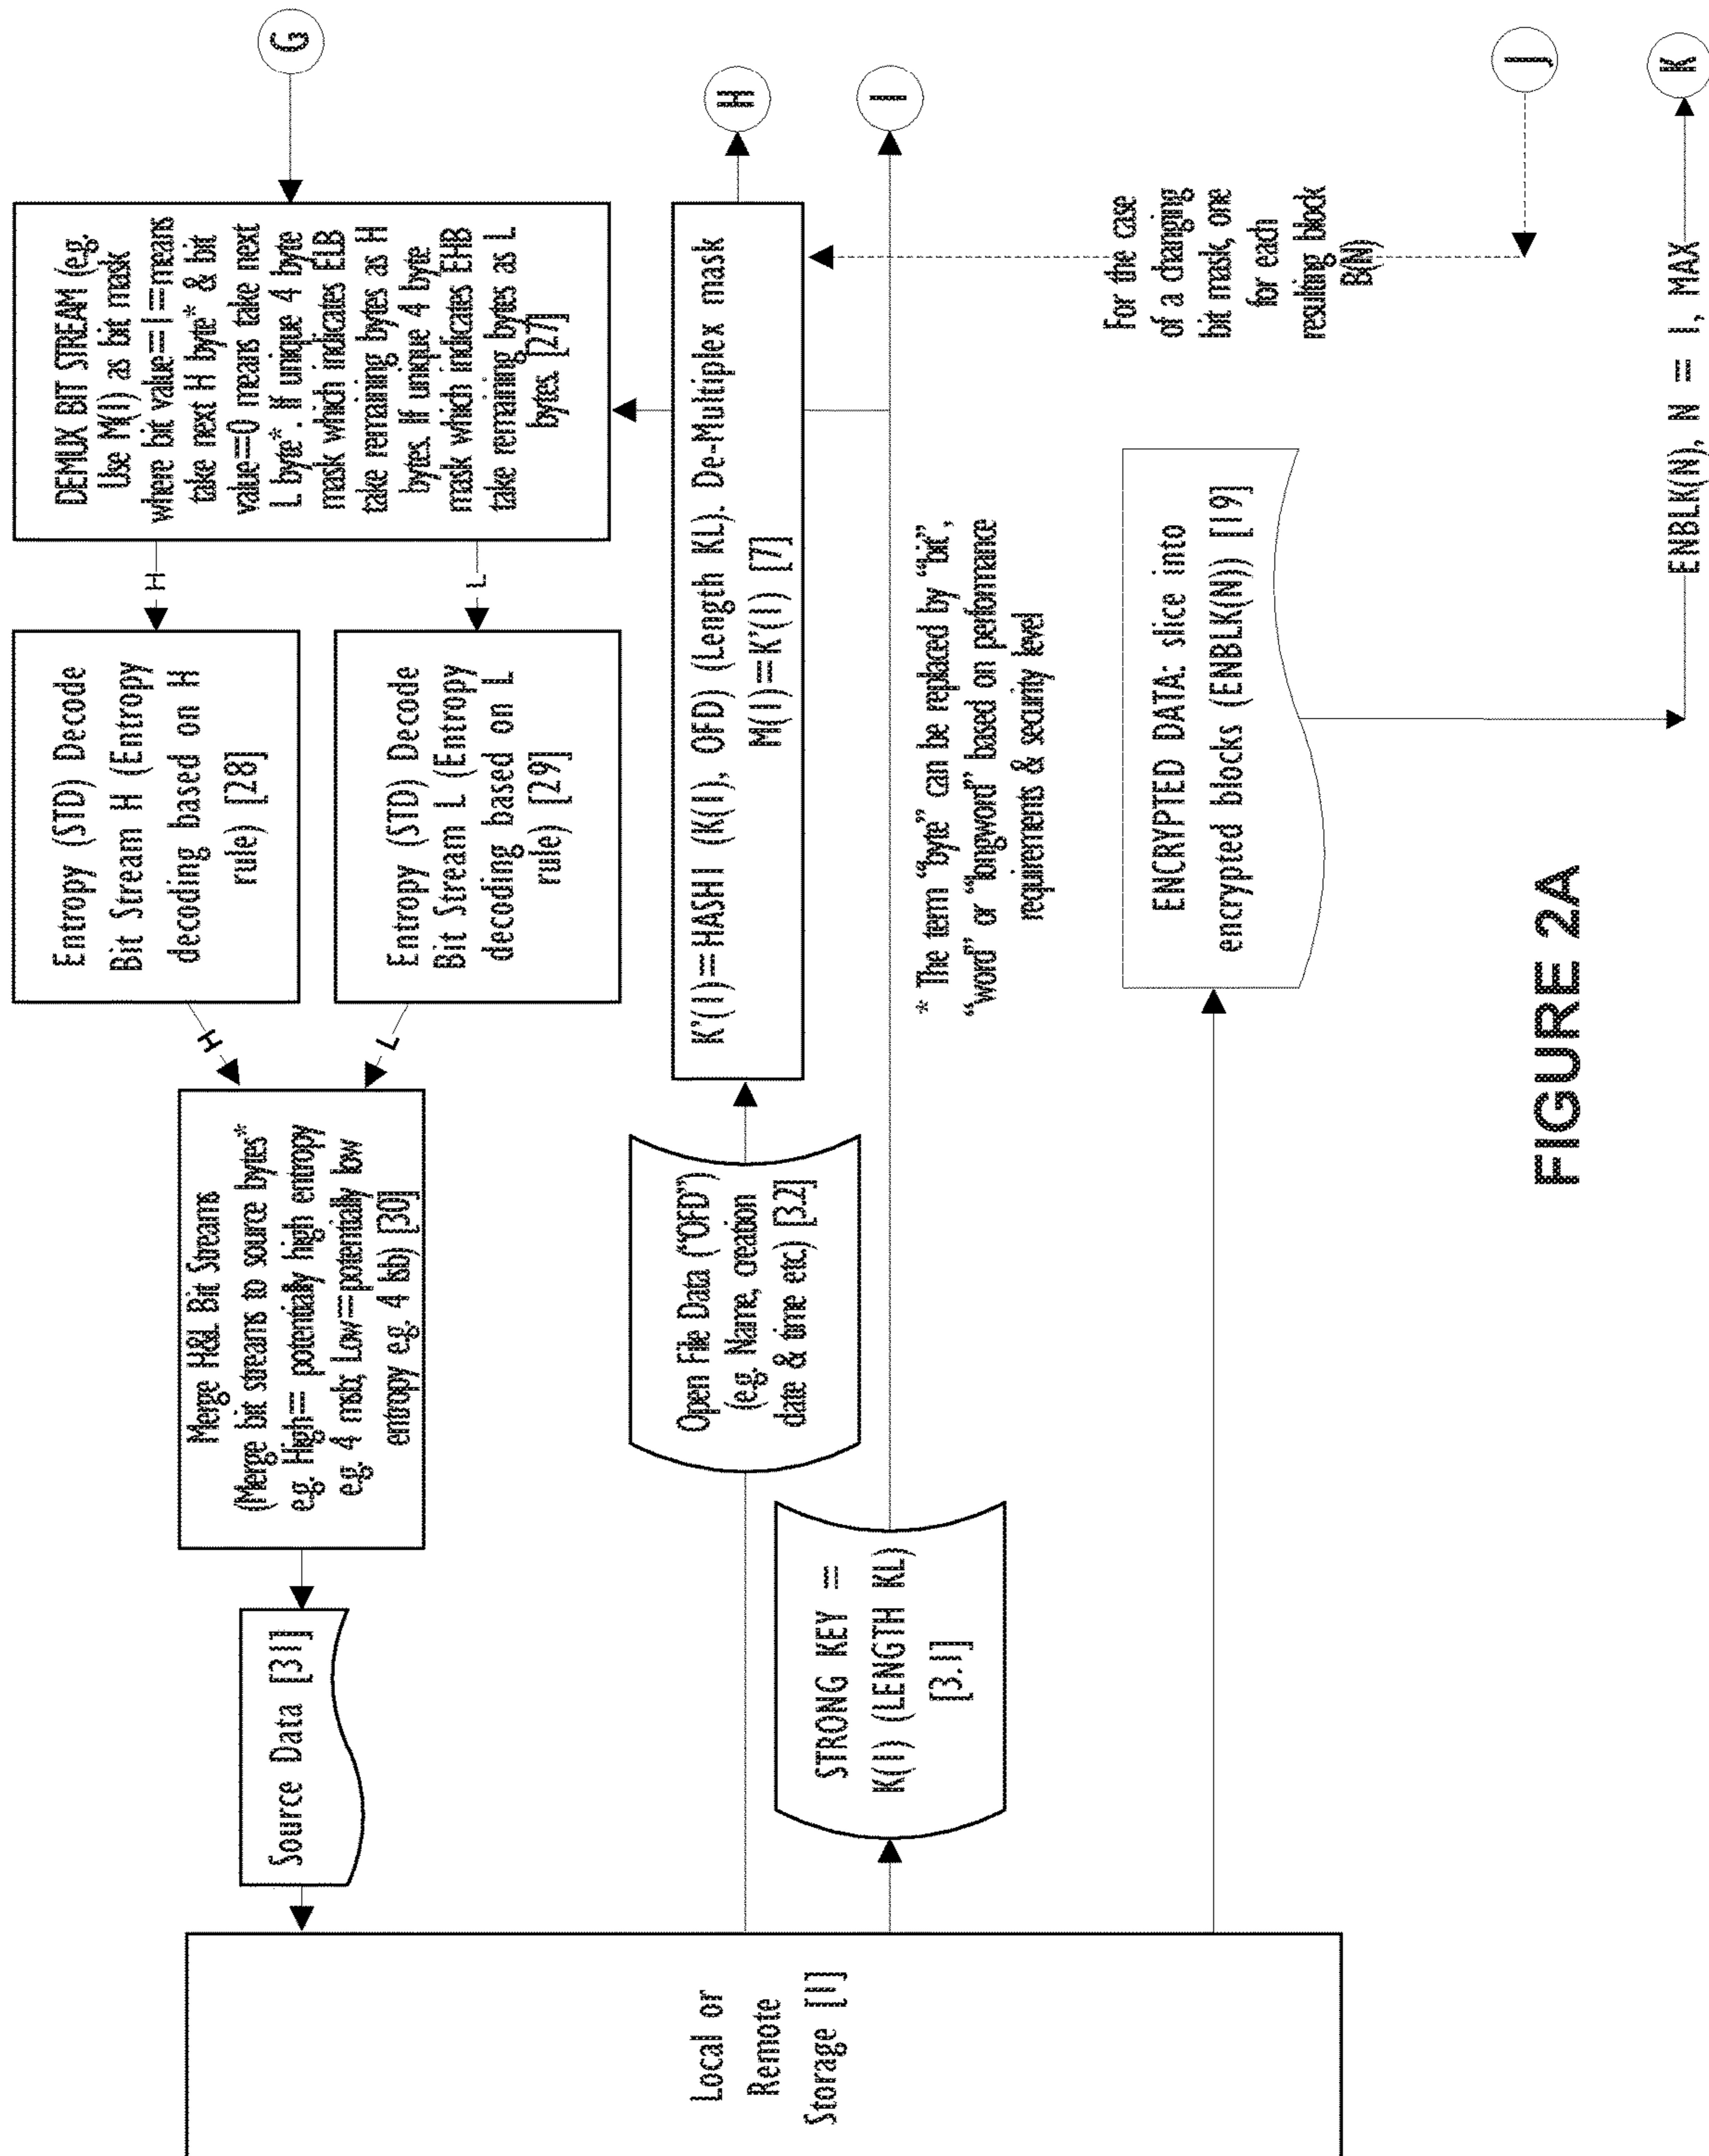 Local or
Remote
Storage [1]
Source Data [31]
Merge H&L Bit Streams
(Merge bit streams to source bytes*
e.g. High== potentially high entropy
e.g. 4 msb; Low==potentially low
entropy e.g. 4 lsb) [30]
H
L
Entropy (STD) Decode
Bit Stream H (Entropy
decoding based on H
rule) [28]
Entropy (STD) Decode
Bit Stream L (Entropy
decoding based on L
rule) [29]
H
L
DEMUX BIT STREAM (e.g.
Use M(I) as bit mask
where bit value==1==means
take next H byte* & bit
value==0 means take next
L byte*. If unique 4 byte
mask which indicates ELB
take remaining bytes as H
bytes. If unique 4 byte
mask which indicates EHB
take remaining bytes as L
bytes. [27]
G
Open File Data (“OFD”)
(e.g. Name, creation
date & time etc) [3.2]
K’(I)==HASH1 (K(I), OFD) (Length KL). De-Multiplex mask
M(I)==K’(I) [7]
H
STRONG KEY ==
K(I) (LENGTH KL)
[3.1]
I
* The term “byte” can be replaced by “bit”,
“word” or “longword” based on performance
requirements & security level
For the case
of a changing
bit mask, one
for each
resulting block
B(N)
J
ENCRYPTED DATA: slice into
encrypted blocks (ENBLK(N)) [19]
ENBLK(N), N == 1, MAX
K
FIGURE 2A